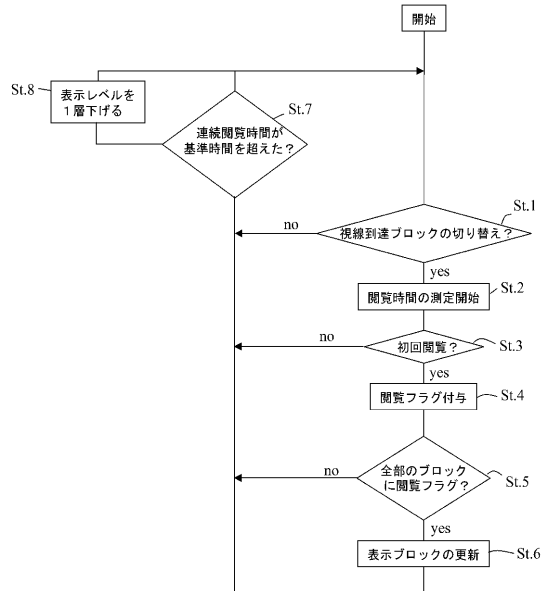 開始
St.8
表示レベルを
１層下げる
St.7
連続閲覧時間が
基準時間を超えた？
St.1
視線到達ブロックの切り替え？
no
yes
St.2
閲覧時間の測定開始
St.3
初回閲覧？
no
yes
St.4
閲覧フラグ付与
全部のブロック
に閲覧フラグ？
St.5
no
yes
表示ブロックの更新
St.6